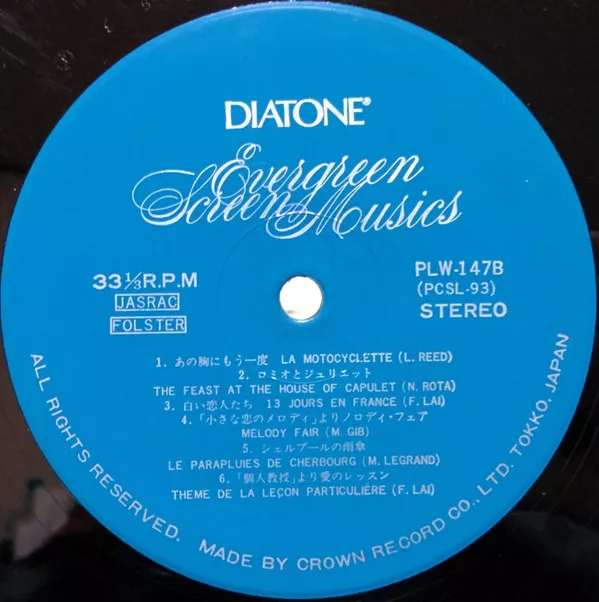 DIATONE®
Evergreen
Screen Musics
33⅓R.P.M
JASRAC
FOLSTER
PLW-147B
(PCSL-93)
STEREO
1. あの胸にもう一度 LA MOTOCYCLETTE (L. REED)
2. ロミオとジュリエット
THE FEAST AT THE HOUSE OF CAPULET (N. ROTA)
3. 白い恋人たち 13 JOURS EN FRANCE (F. LAI)
4. 「小さな恋のメロディ」よりノロディ・フェア
MELODY FAIR (M. GIB)
5. シェルブールの雨傘
LE PARAPLUIES DE CHERBOURG (M. LEGRAND)
6. 「個人教授」より愛のレッスン
THEME DE LA LEÇON PARTICULIÈRE (F. LAI)
ALL RIGHTS RESERVED. MADE BY CROWN RECORD CO., LTD. TOKKO, JAPAN